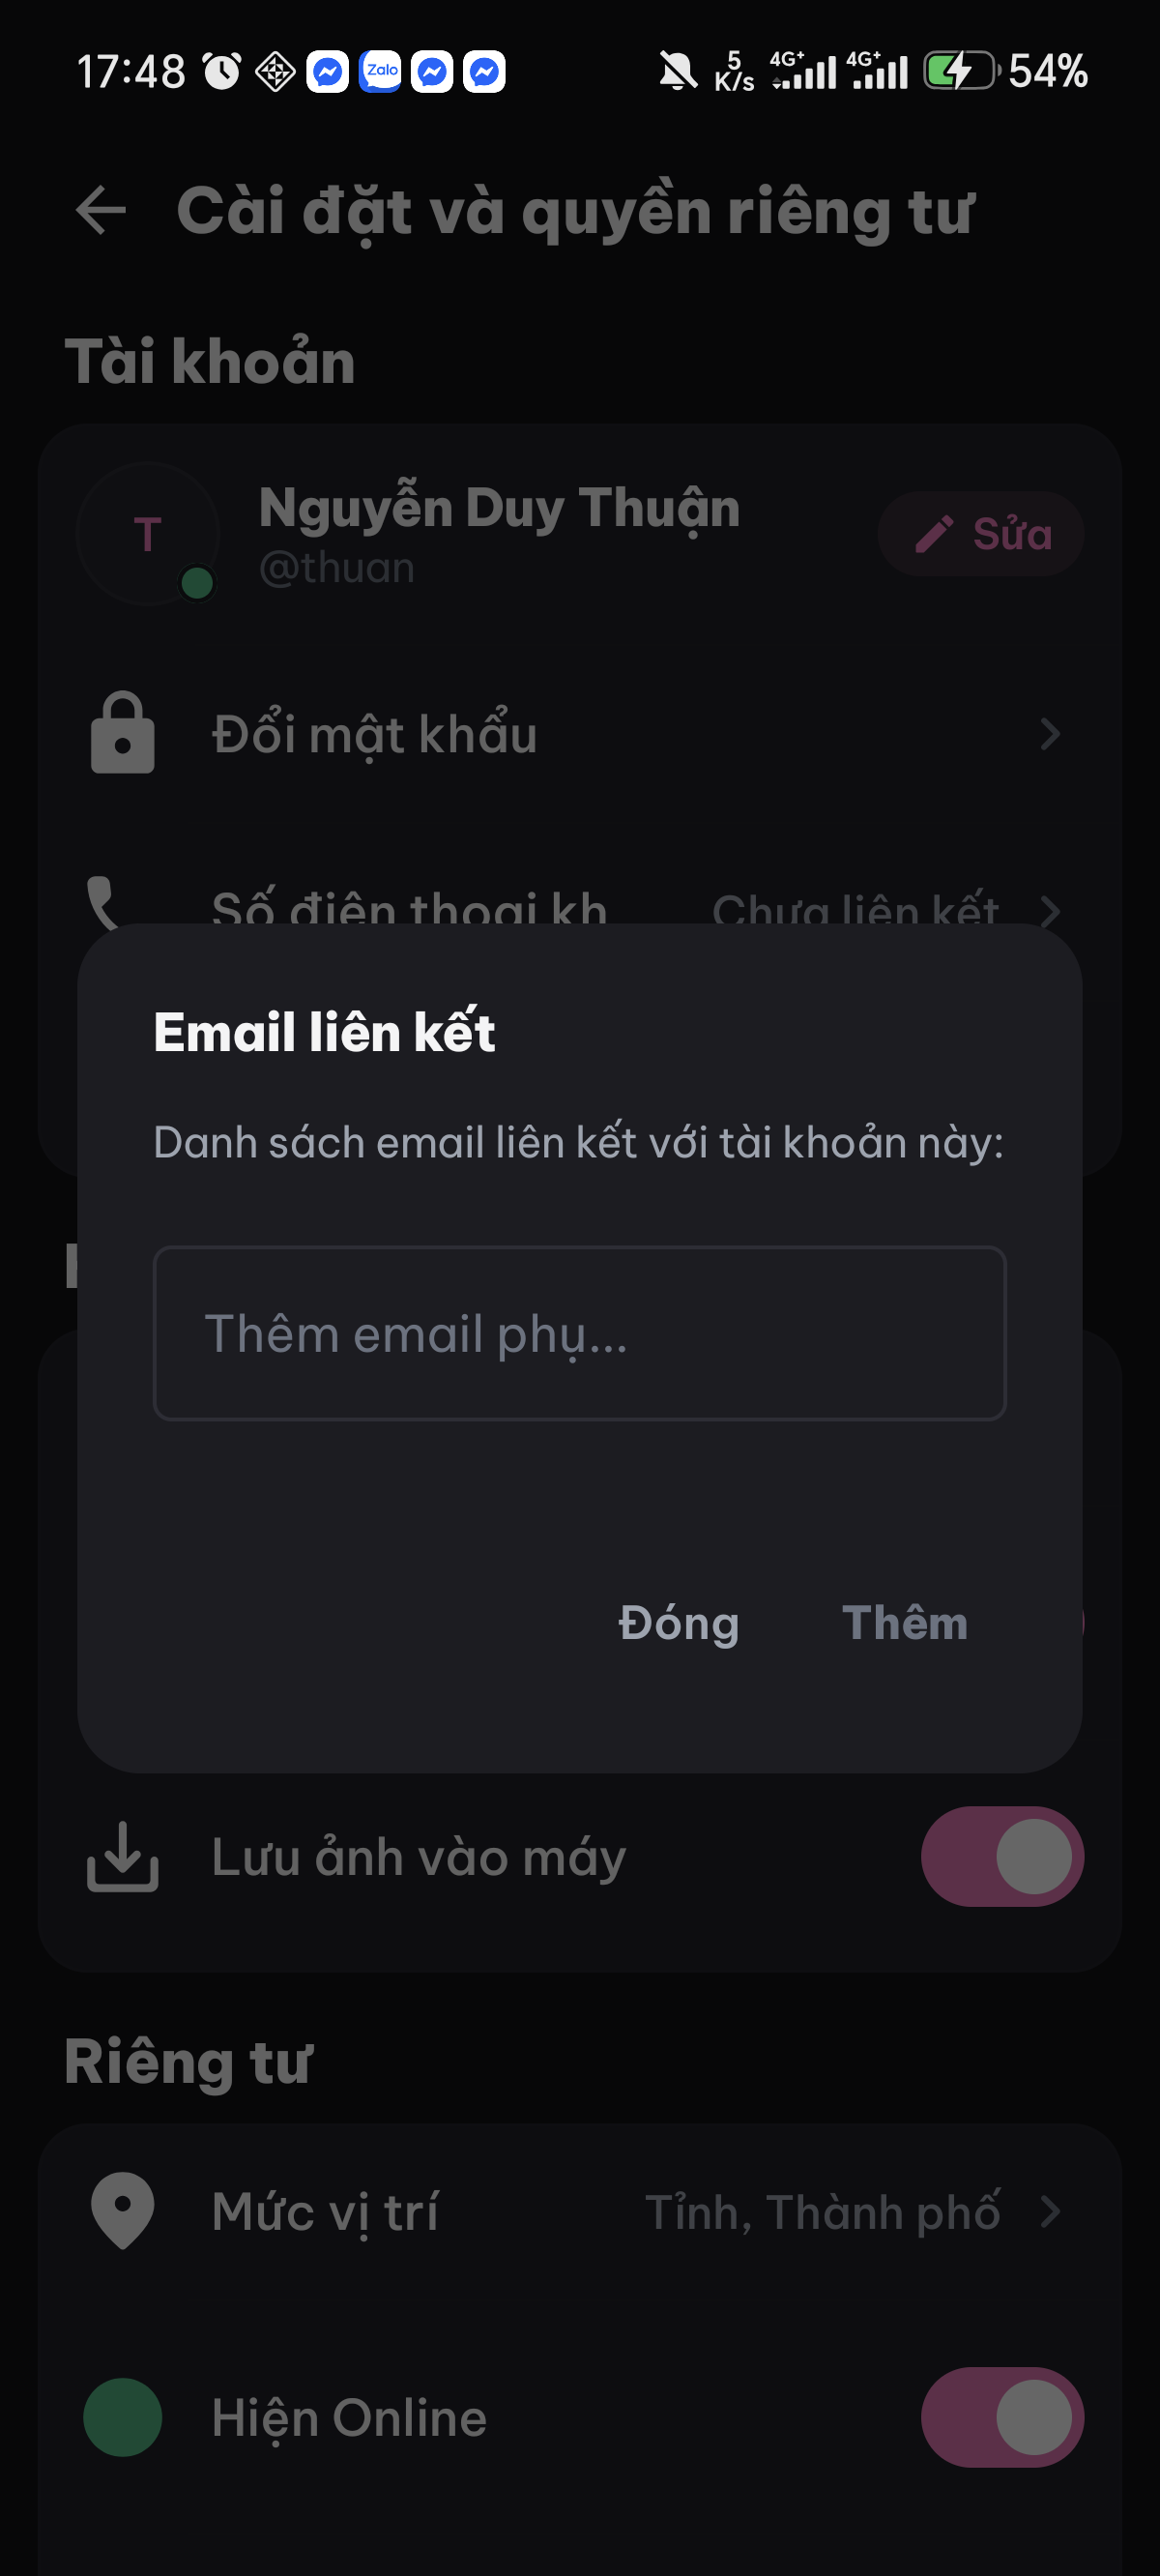 17:48 Zalo 5 K/s 4G+ 4G+ 54%
Cài đặt và quyền riêng tư
Tài khoản
T
Nguyễn Duy Thuận
@thuan
Sửa
Đổi mật khẩu
Số điện thoại kh
Chưa liên kết
Email liên kết
Danh sách email liên kết với tài khoản này:
Thêm email phụ...
Đóng
Thêm
Lưu ảnh vào máy
Riêng tư
Mức vị trí
Tỉnh, Thành phố
Hiện Online